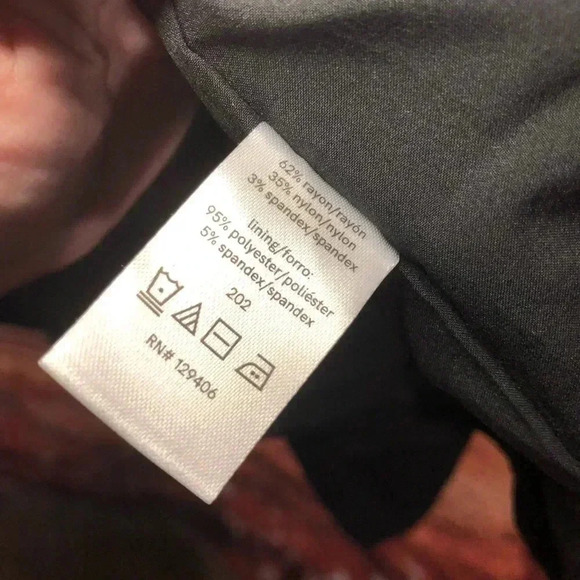 62% rayon/rayón
35% nylon/nylon
3% spandex/spandex
lining/forro:
95% polyester/poliéster
5% spandex/spandex
202
RN# 129406